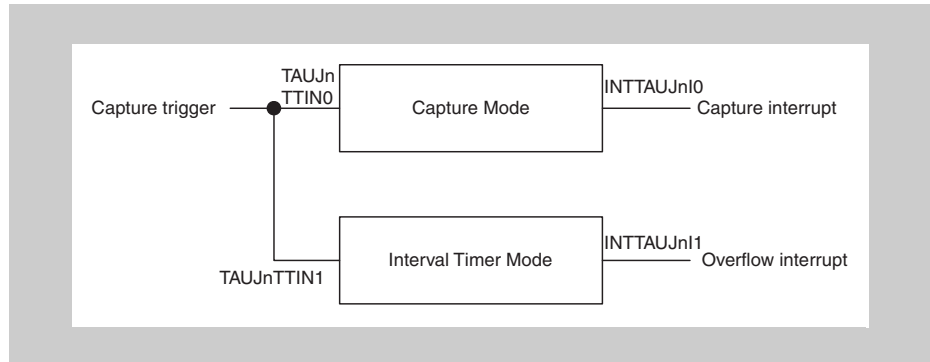 TAUJn
TTIN0
INTTAUJnI0
Capture trigger
Capture Mode
Capture interrupt
INTTAUJnI1
Interval Timer Mode
Overflow interrupt
TAUJnTTIN1